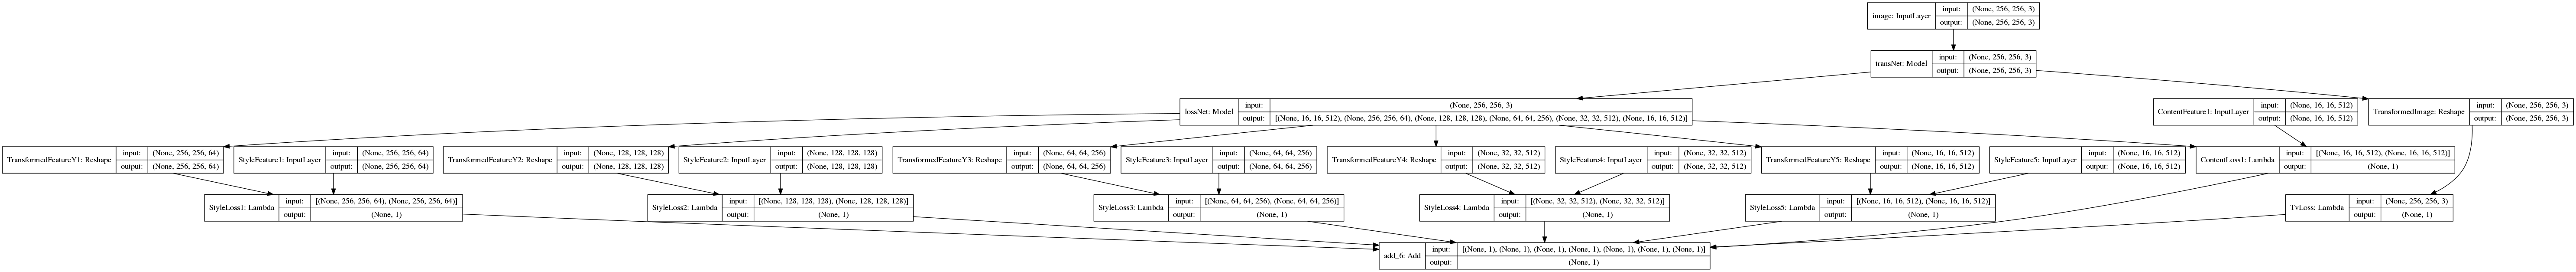 image: InputLayer
input: (None, 256, 256, 3)
output: (None, 256, 256, 3)
transNet: Model
input: (None, 256, 256, 3)
output: (None, 256, 256, 3)
lossNet: Model
input: (None, 256, 256, 3)
output: [(None, 16, 16, 512), (None, 256, 256, 64), (None, 128, 128, 128), (None, 64, 64, 256), (None, 32, 32, 512), (None, 16, 16, 512)]
ContentFeature1: InputLayer
input: (None, 16, 16, 512)
output: (None, 16, 16, 512)
TransformedImage: Reshape
input: (None, 256, 256, 3)
output: (None, 256, 256, 3)
TransformedFeatureY1: Reshape
input: (None, 256, 256, 64)
output: (None, 256, 256, 64)
StyleFeature1: InputLayer
input: (None, 256, 256, 64)
output: (None, 256, 256, 64)
TransformedFeatureY2: Reshape
input: (None, 128, 128, 128)
output: (None, 128, 128, 128)
StyleFeature2: InputLayer
input: (None, 128, 128, 128)
output: (None, 128, 128, 128)
TransformedFeatureY3: Reshape
input: (None, 64, 64, 256)
output: (None, 64, 64, 256)
StyleFeature3: InputLayer
input: (None, 64, 64, 256)
output: (None, 64, 64, 256)
TransformedFeatureY4: Reshape
input: (None, 32, 32, 512)
output: (None, 32, 32, 512)
StyleFeature4: InputLayer
input: (None, 32, 32, 512)
output: (None, 32, 32, 512)
TransformedFeatureY5: Reshape
input: (None, 16, 16, 512)
output: (None, 16, 16, 512)
StyleFeature5: InputLayer
input: (None, 16, 16, 512)
output: (None, 16, 16, 512)
ContentLoss1: Lambda
input: [(None, 16, 16, 512), (None, 16, 16, 512)]
output: (None, 1)
StyleLoss1: Lambda
input: [(None, 256, 256, 64), (None, 256, 256, 64)]
output: (None, 1)
StyleLoss2: Lambda
input: [(None, 128, 128, 128), (None, 128, 128, 128)]
output: (None, 1)
StyleLoss3: Lambda
input: [(None, 64, 64, 256), (None, 64, 64, 256)]
output: (None, 1)
StyleLoss4: Lambda
input: [(None, 32, 32, 512), (None, 32, 32, 512)]
output: (None, 1)
StyleLoss5: Lambda
input: [(None, 16, 16, 512), (None, 16, 16, 512)]
output: (None, 1)
TvLoss: Lambda
input: (None, 256, 256, 3)
output: (None, 1)
add_6: Add
input: [(None, 1), (None, 1), (None, 1), (None, 1), (None, 1), (None, 1), (None, 1)]
output: (None, 1)